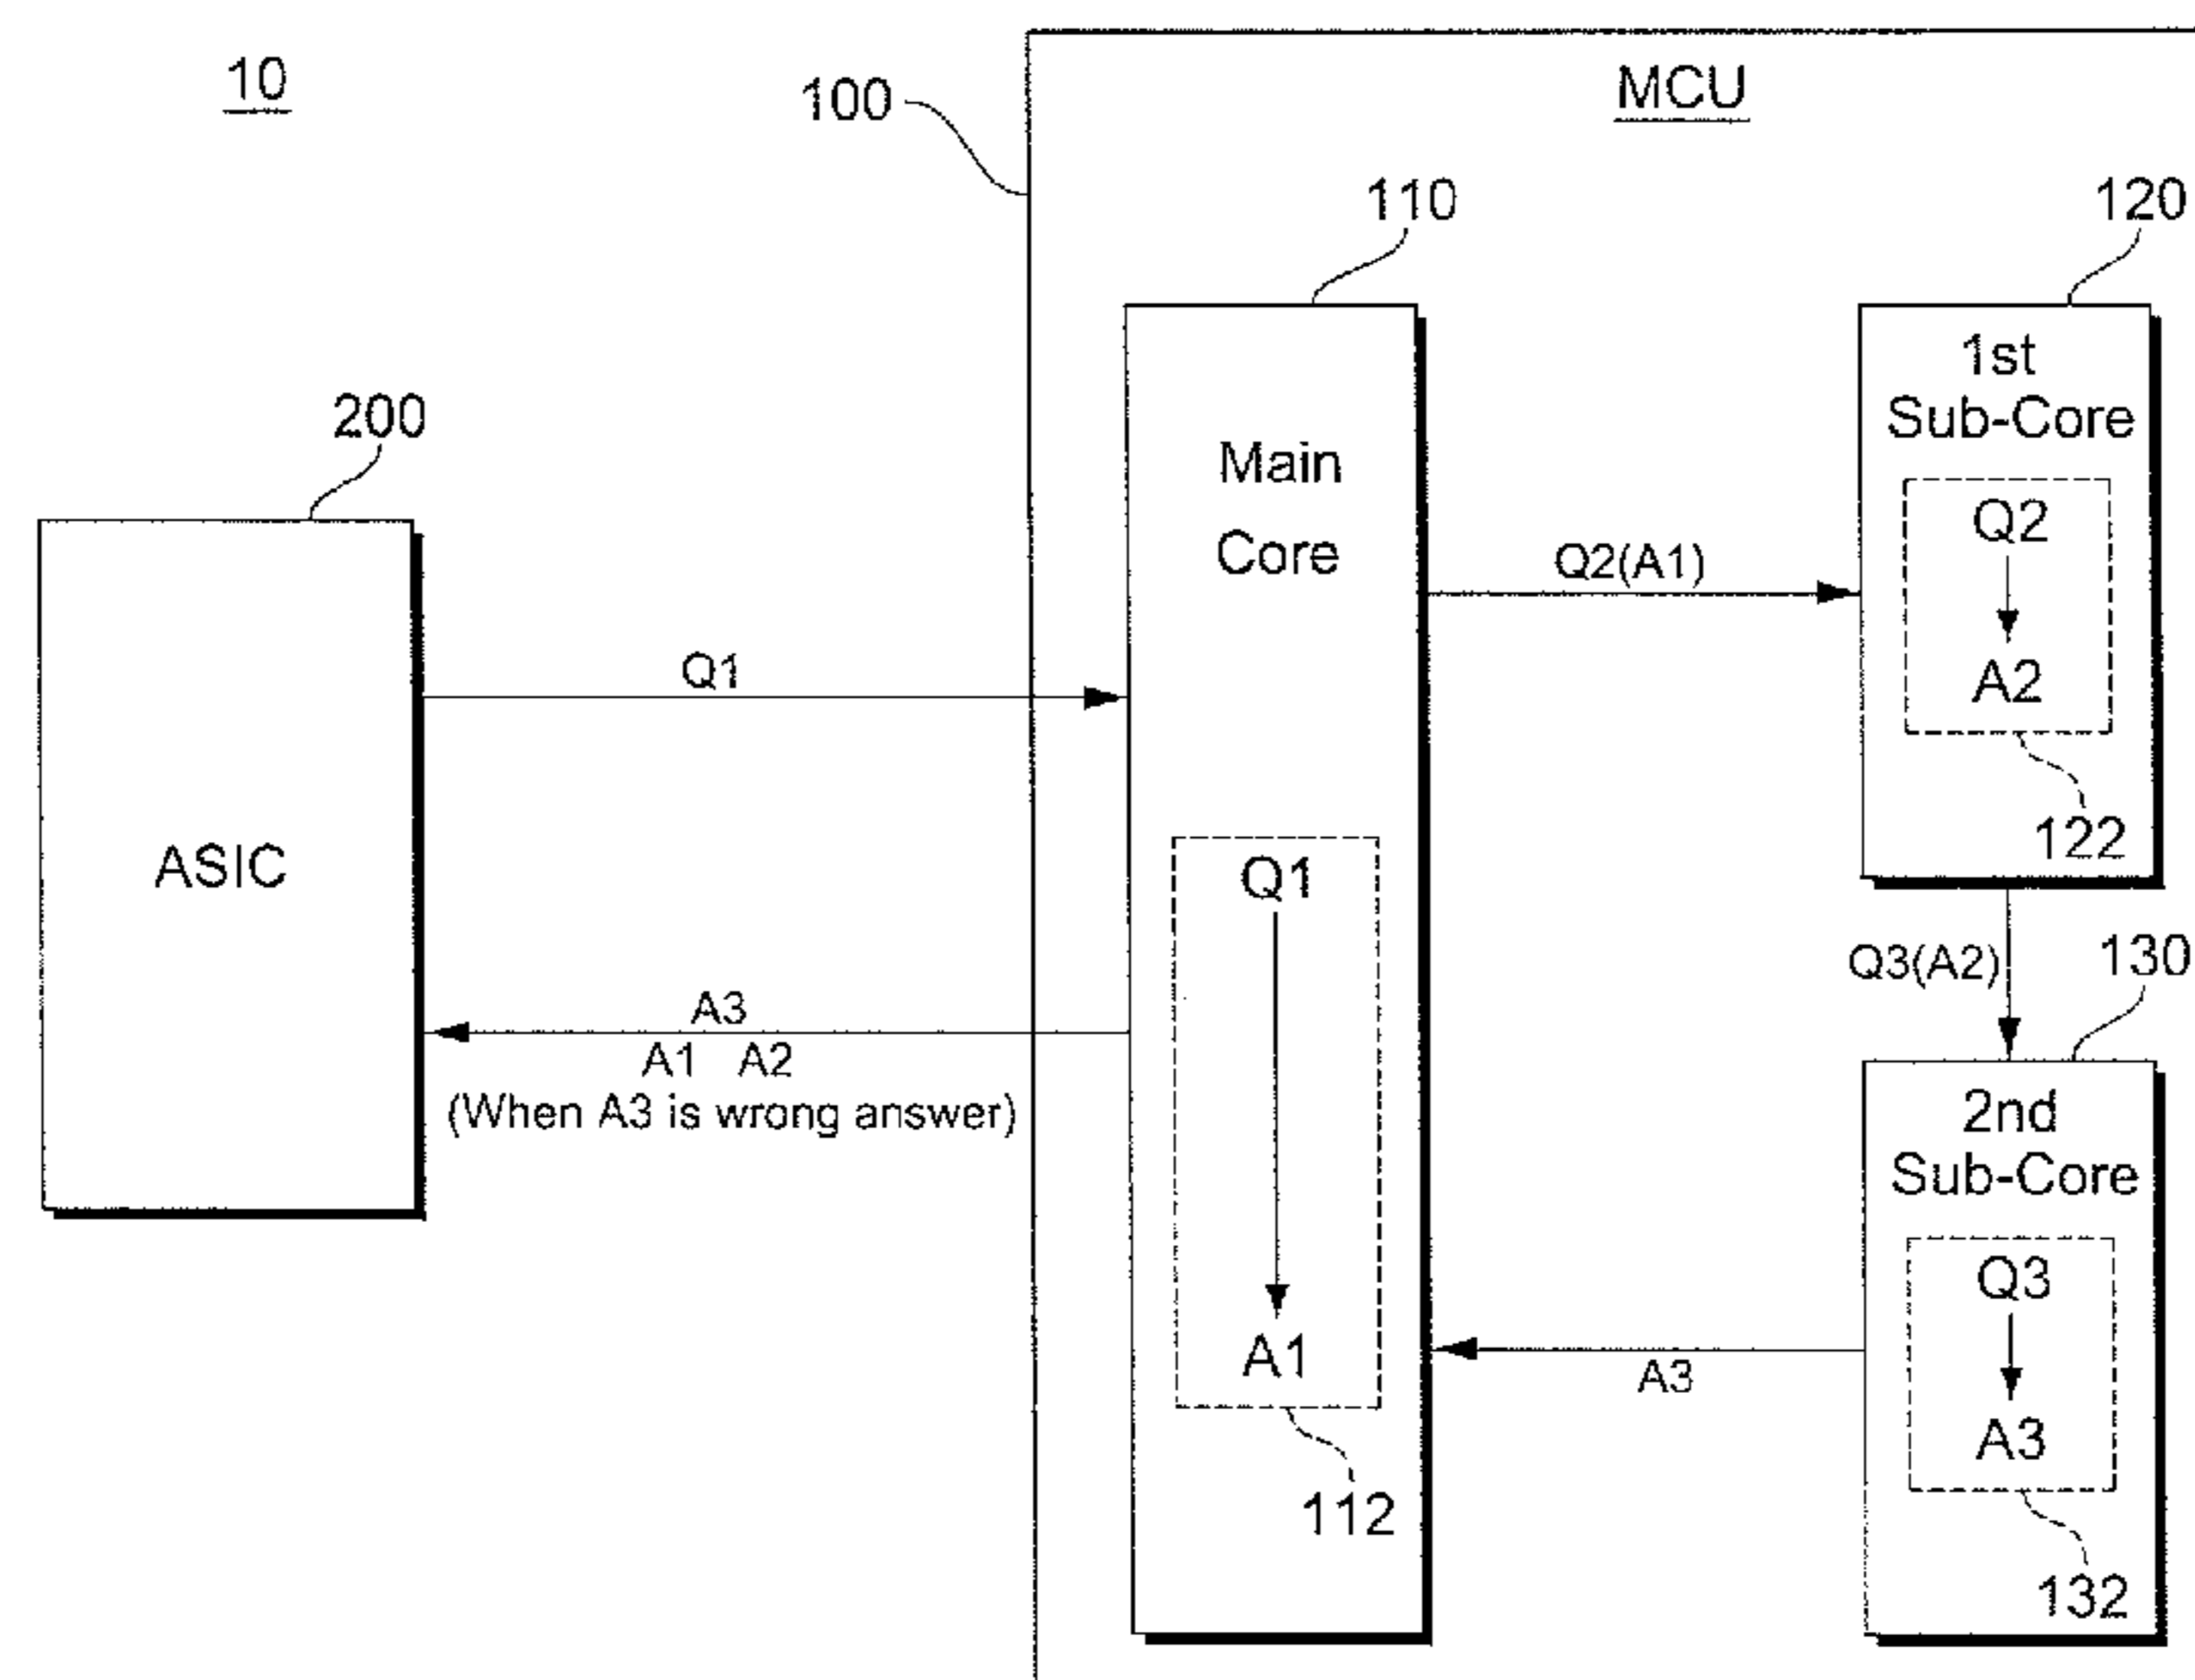 10
MCU
100
110
120
200
Main
Core
1st
Sub-Core
Q2
A2
122
Q2(A1)
Q1
ASIC
Q1
A1
112
A3
A1 A2
(When A3 is wrong answer)
Q3(A2)
130
2nd
Sub-Core
Q3
A3
132
A3